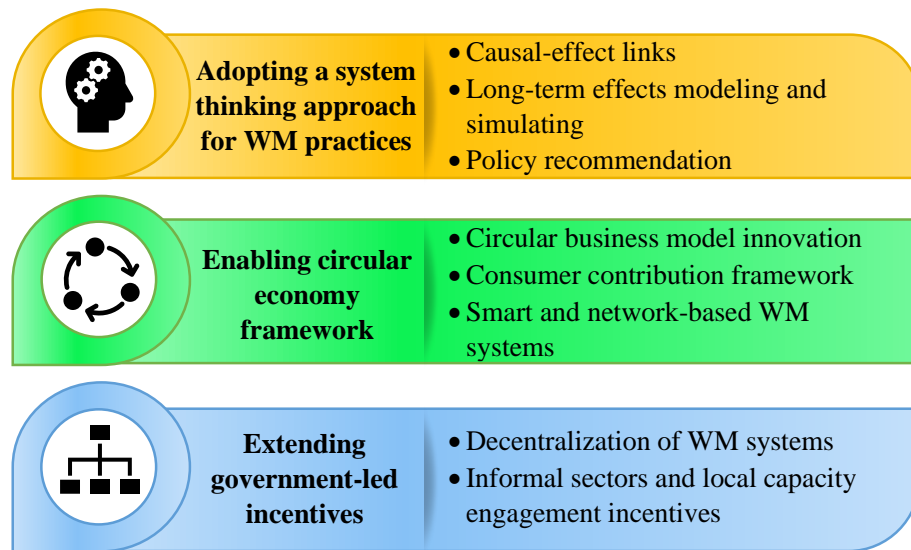 Adopting a system
thinking approach
for WM practices
• Causal-effect links
• Long-term effects modeling and
simulating
• Policy recommendation
Enabling circular
economy
framework
• Circular business model innovation
• Consumer contribution framework
• Smart and network-based WM
systems
Extending
government-led
incentives
• Decentralization of WM systems
• Informal sectors and local capacity
engagement incentives